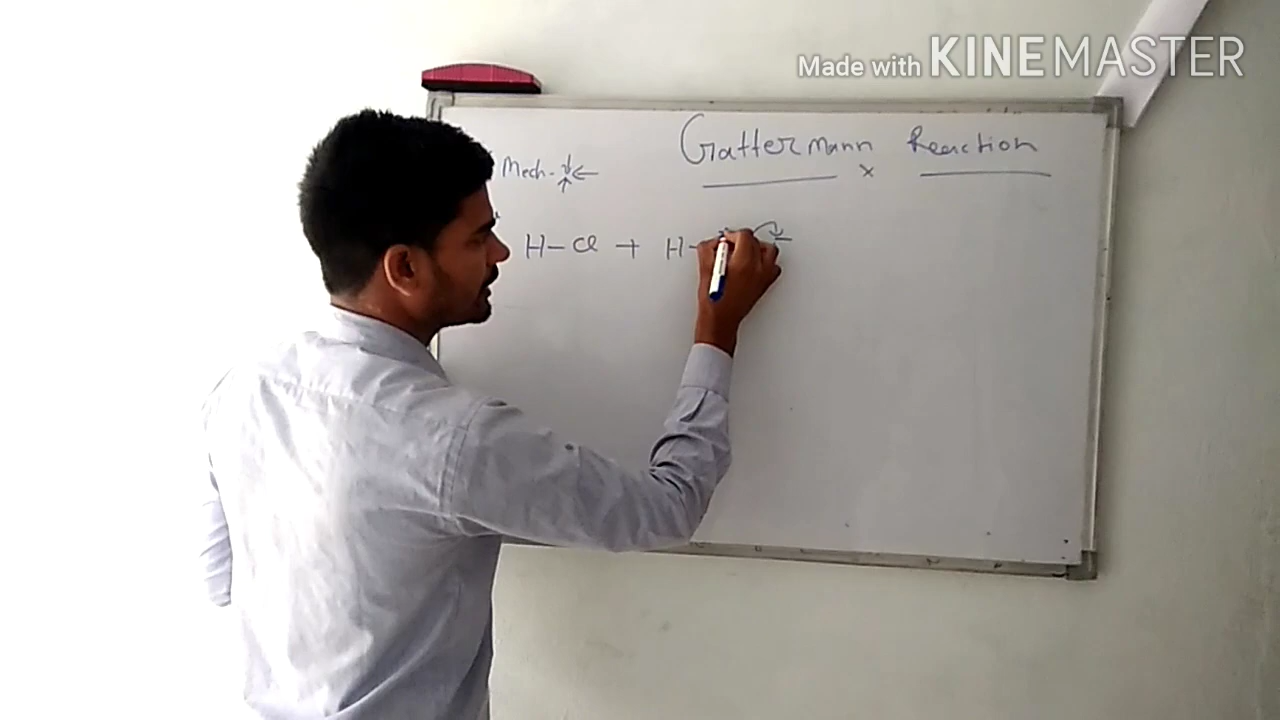 Made with KINEMASTER
Gattermann Reaction
Mech-
H-Cl + H-